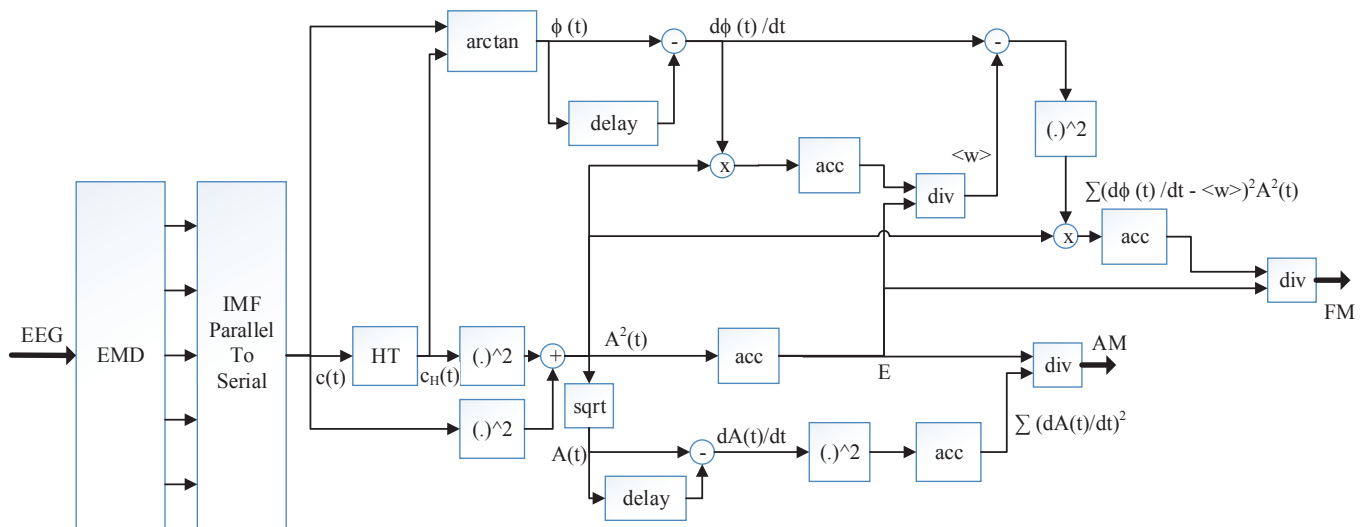 EEG
EMD
IMF
Parallel
To
Serial
c(t)
HT
c_H(t)
arctan
ϕ (t)
delay
-
dϕ (t) /dt
-
(.)^2
x
acc
div
<w>
∑(dϕ (t) /dt - <w>)²A²(t)
x
acc
div
FM
(.)^2
+
A²(t)
acc
E
div
AM
(.)^2
sqrt
A(t)
-
delay
dA(t)/dt
(.)^2
acc
∑ (dA(t)/dt)²